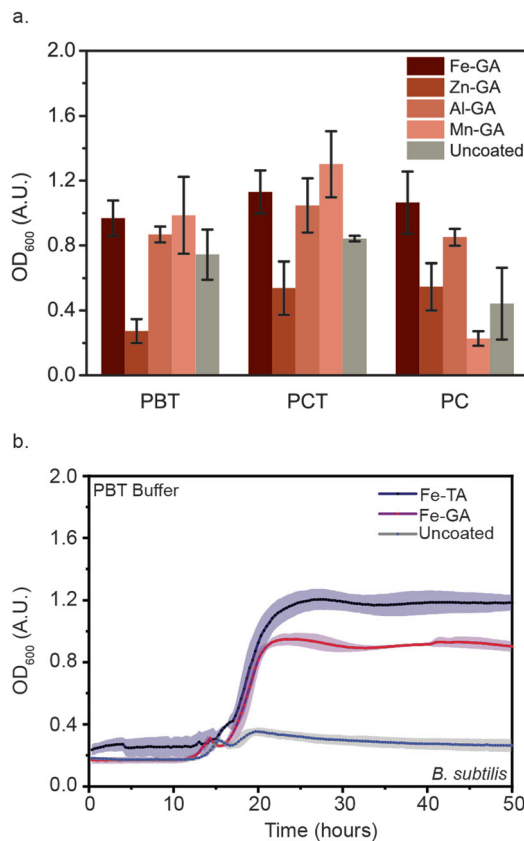 a.
2.0
1.6
1.2
0.8
0.4
0.0
OD600 (A.U.)
Fe-GA
Zn-GA
Al-GA
Mn-GA
Uncoated
PBT PCT PC
b.
2.0
1.6
1.2
0.8
0.4
0.0
OD600 (A.U.)
PBT Buffer
Fe-TA
Fe-GA
Uncoated
B. subtilis
0 10 20 30 40 50
Time (hours)